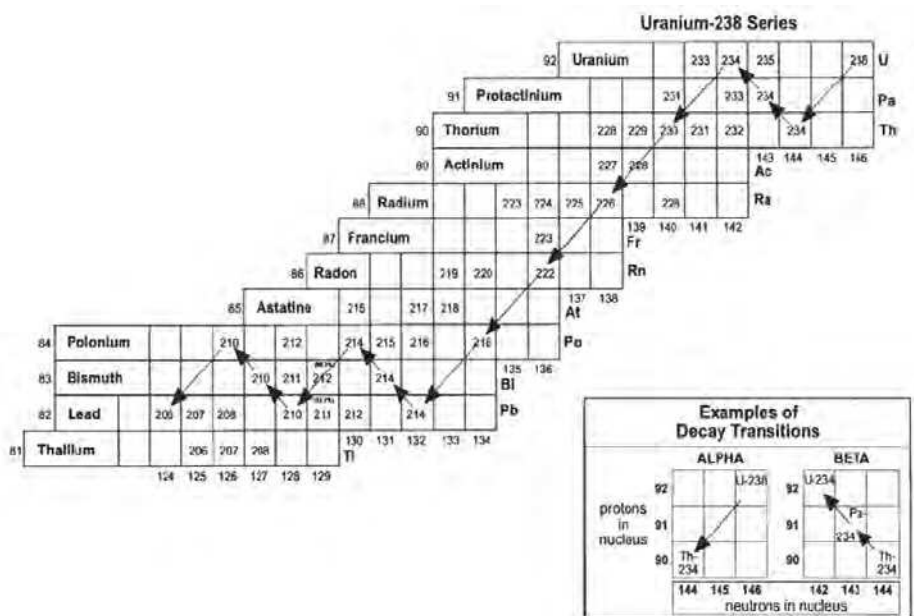 Uranium-238 Series
92 Uranium 233 234 235 238 U
91 Protactinium 231 233 234 Pa
90 Thorium 228 229 230 231 232 234 Th
143 144 145 146
80 Actinium 227 228 Ac
88 Radium 223 224 225 226 228 Ra
139 140 141 142
87 Francium 223 Fr
86 Radon 219 220 222 Rn
137 138
85 Astatine 215 217 218 At
84 Polonium 210 212 214 215 216 218 Po
135 136
83 Bismuth 210 211 212 214 Bi
82 Lead 206 207 208 210 211 212 214 Pb
130 131 132 133 134
81 Thallium 206 207 208 Tl
124 125 126 127 128 129
Examples of
Decay Transitions
ALPHA BETA
92 U-238 92 U-234
protons
in
nucleus
91 91 Pa-
234
90 Th-
234
90 Th-
234
144 145 146 142 143 144
neutrons in nucleus